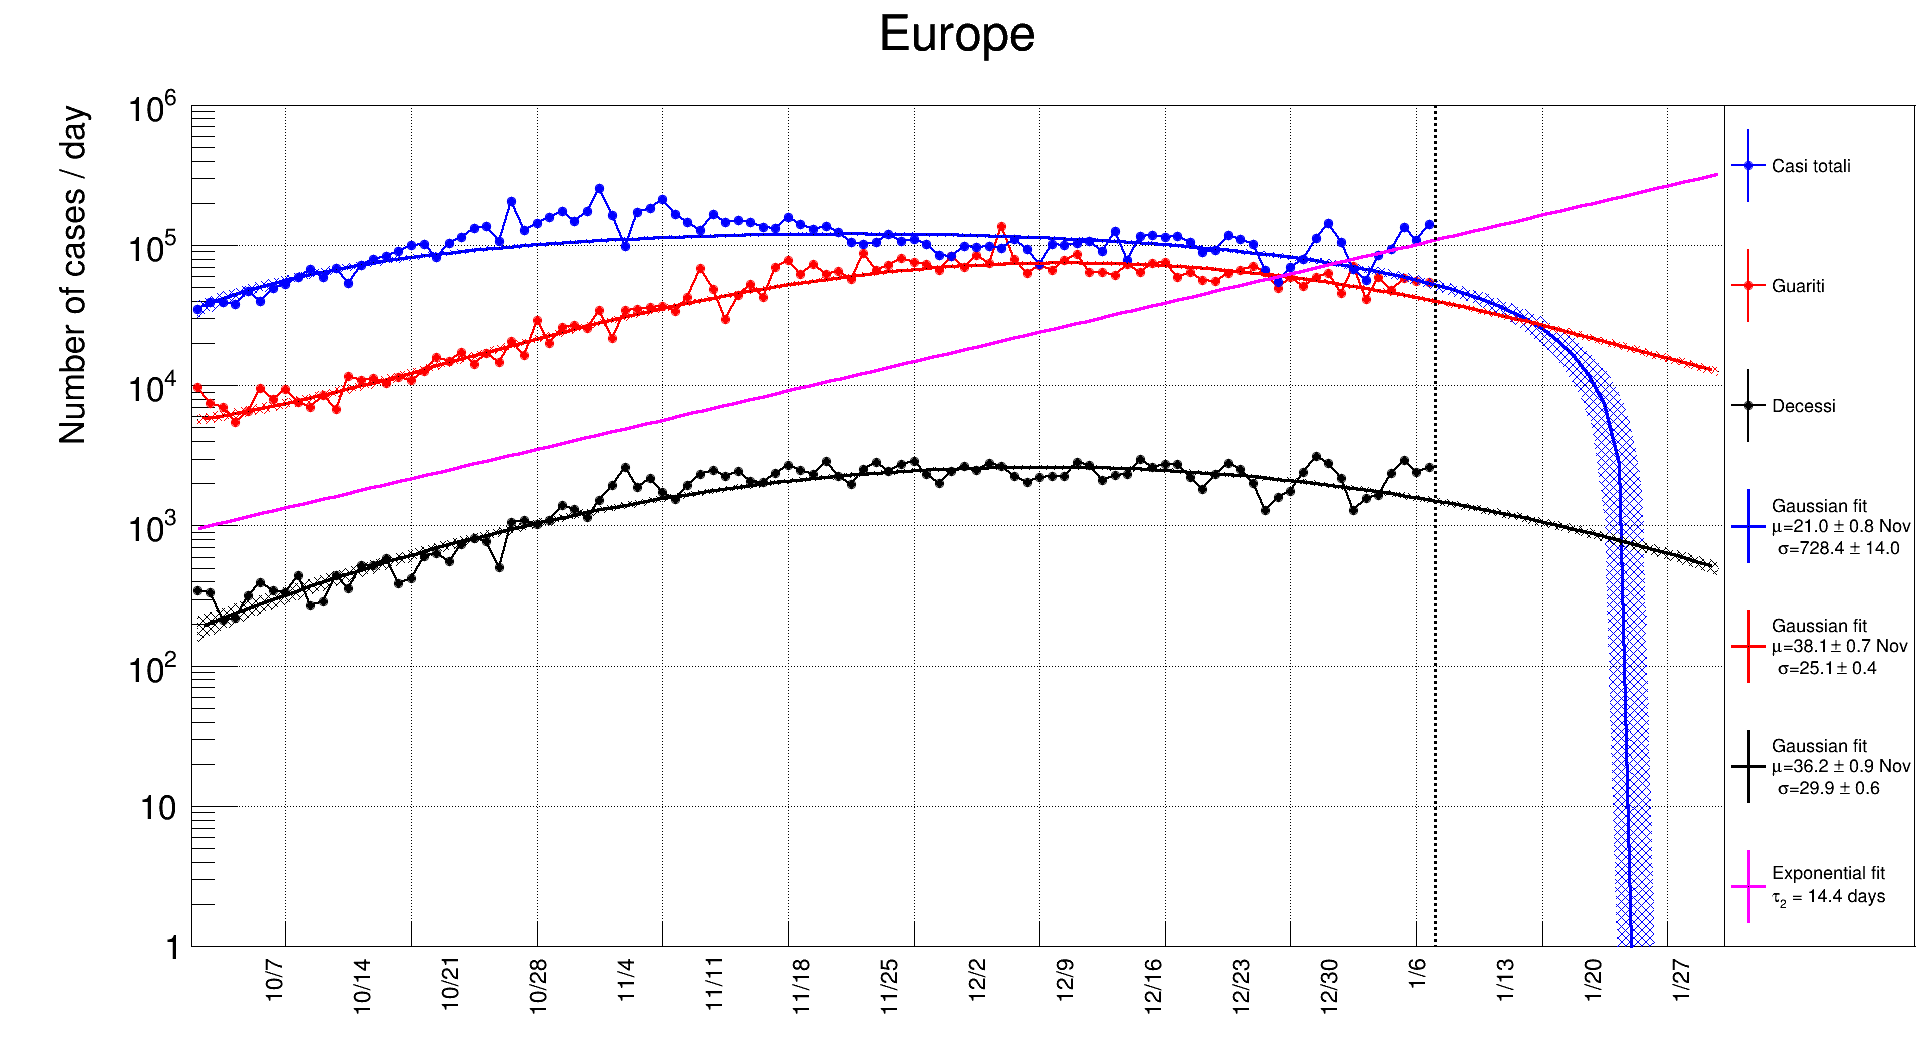 Europe
Number of cases / day
10^6
10^5
10^4
10^3
10^2
10
1
10/7
10/14
10/21
10/28
11/4
11/11
11/18
11/25
12/2
12/9
12/16
12/23
12/30
1/6
1/13
1/20
1/27
Casi totali
Guariti
Decessi
Gaussian fit
μ=21.0 ± 0.8 Nov
σ=728.4 ± 14.0
Gaussian fit
μ=38.1 ± 0.7 Nov
σ=25.1 ± 0.4
Gaussian fit
μ=36.2 ± 0.9 Nov
σ=29.9 ± 0.6
Exponential fit
τ₂ = 14.4 days